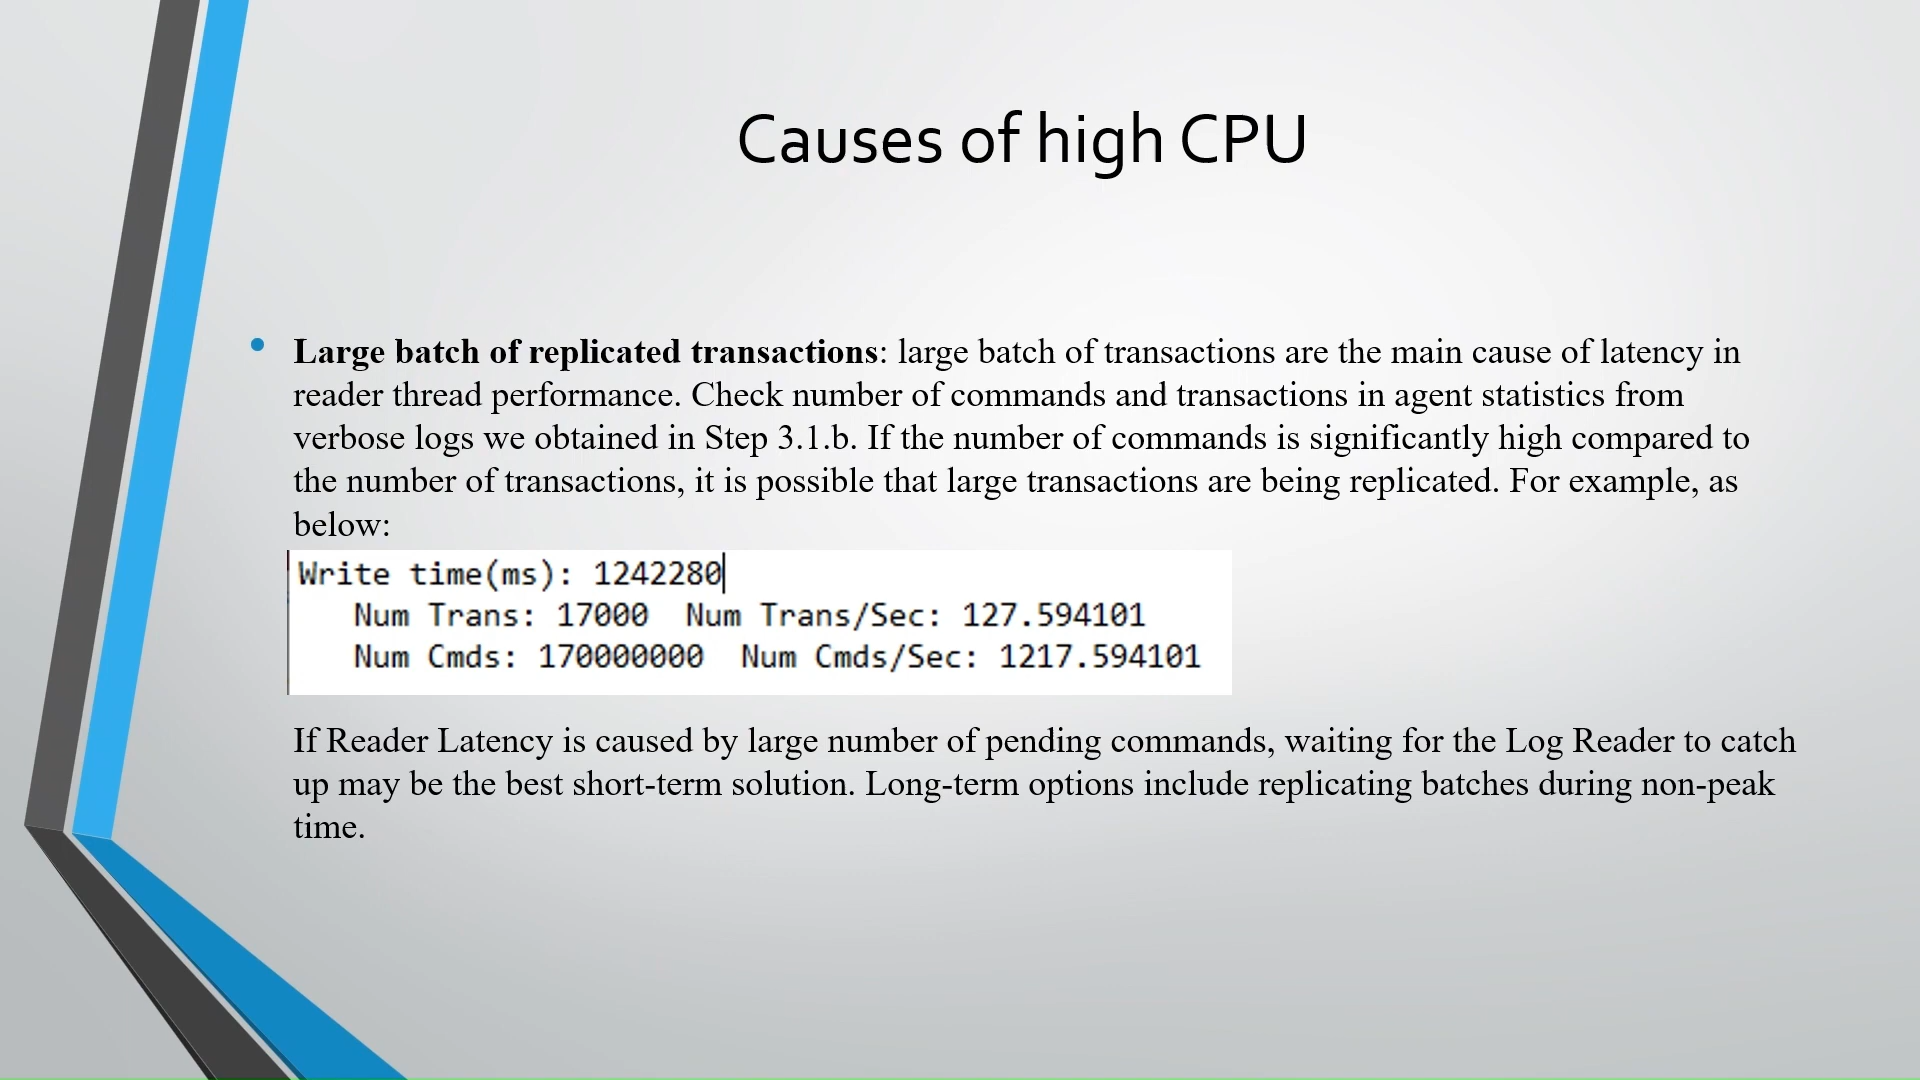 Causes of high CPU
• Large batch of replicated transactions: large batch of transactions are the main cause of latency in
reader thread performance. Check number of commands and transactions in agent statistics from
verbose logs we obtained in Step 3.1.b. If the number of commands is significantly high compared to
the number of transactions, it is possible that large transactions are being replicated. For example, as
below:
Write time(ms): 1242280
Num Trans: 17000  Num Trans/Sec: 127.594101
Num Cmds: 170000000  Num Cmds/Sec: 1217.594101
If Reader Latency is caused by large number of pending commands, waiting for the Log Reader to catch
up may be the best short-term solution. Long-term options include replicating batches during non-peak
time.